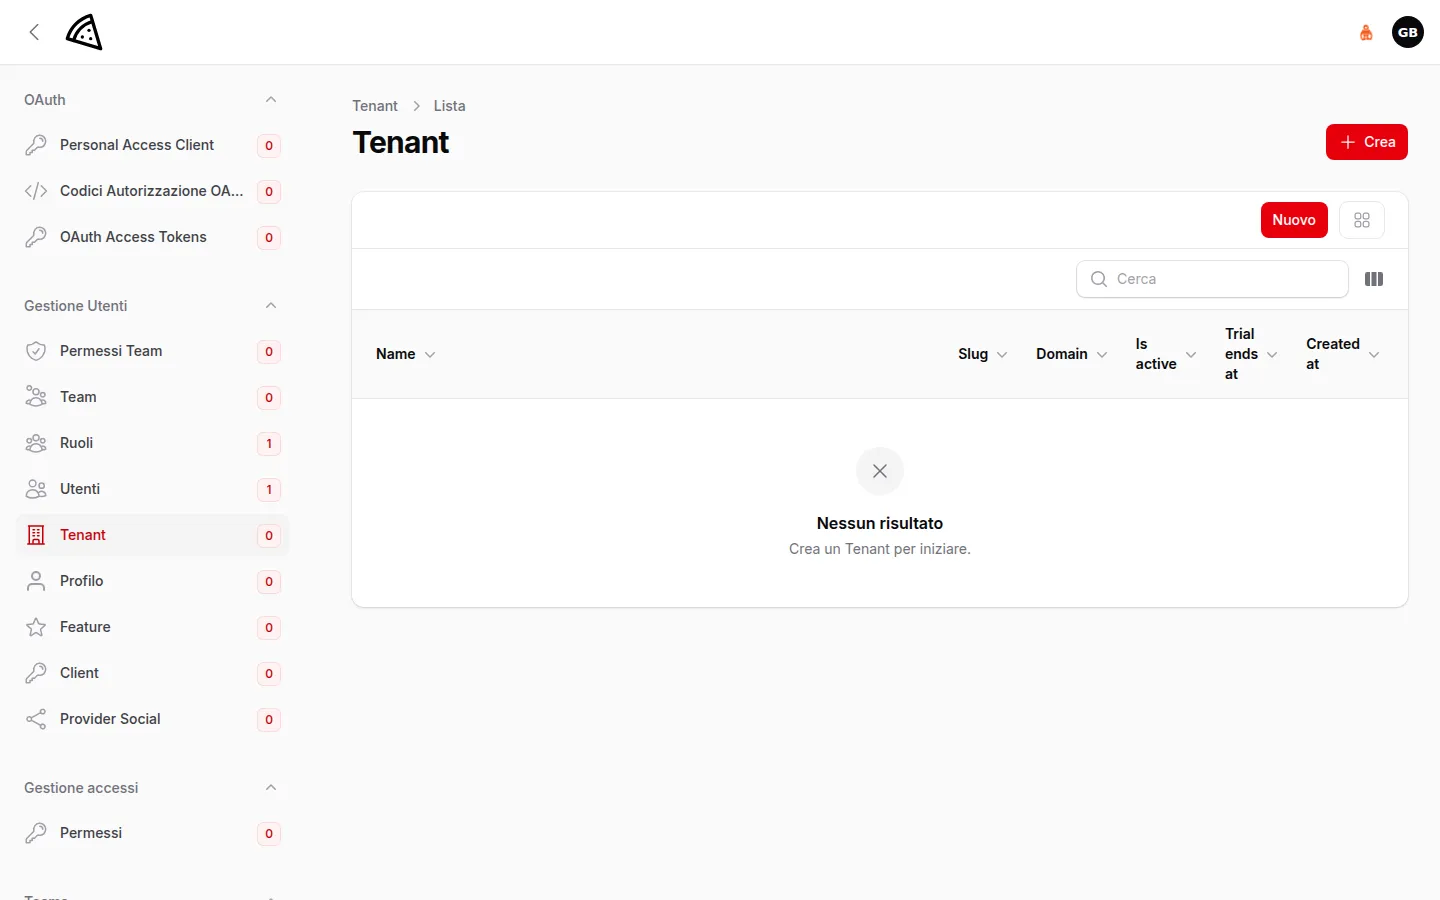 GB
OAuth
Personal Access Client 0
Codici Autorizzazione OA... 0
OAuth Access Tokens 0
Gestione Utenti
Permessi Team 0
Team 0
Ruoli 1
Utenti 1
Tenant 0
Profilo 0
Feature 0
Client 0
Provider Social 0
Gestione accessi
Permessi 0
Tenant > Lista
Tenant
Crea
Nuovo
Cerca
Name Slug Domain Is active Trial ends at Created at
Nessun risultato
Crea un Tenant per iniziare.